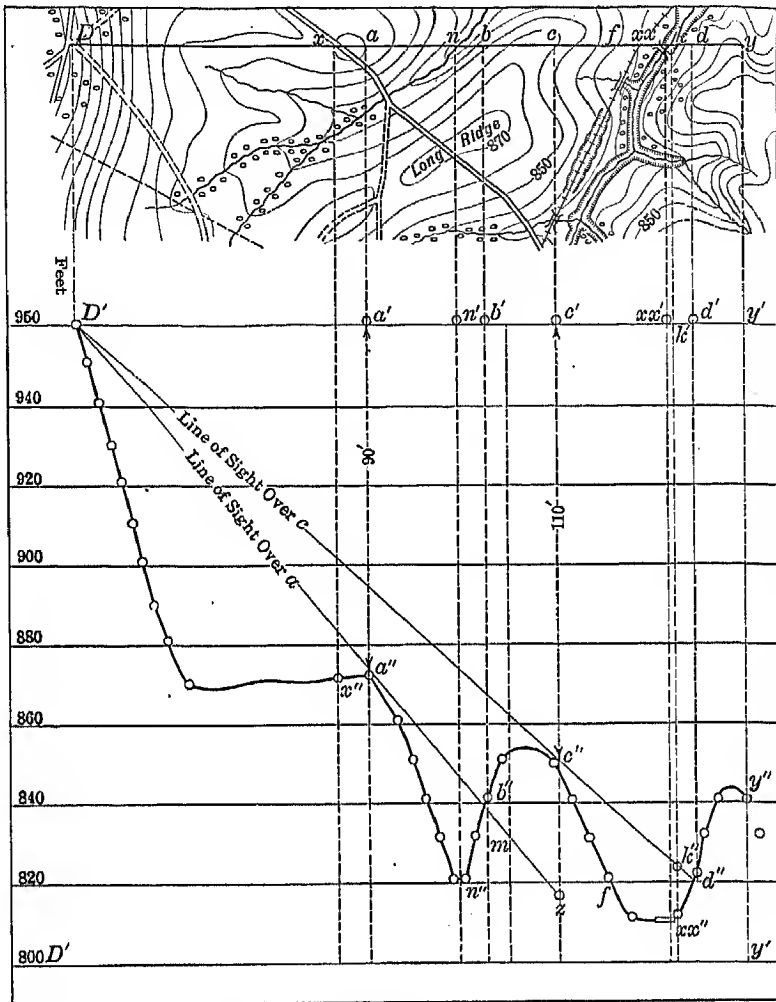 D x a n b c f xx k d y
Long Ridge
870
850
850
Feet
D'
960 a' n' b' c' xx' k' d' y'
940
Line of Sight Over c
Line of Sight Over a
90'
920
110'
900
880
x" a"
860
c"
840 b" y"
m
k"
820 n" z f d"
xx"
800 D' y'